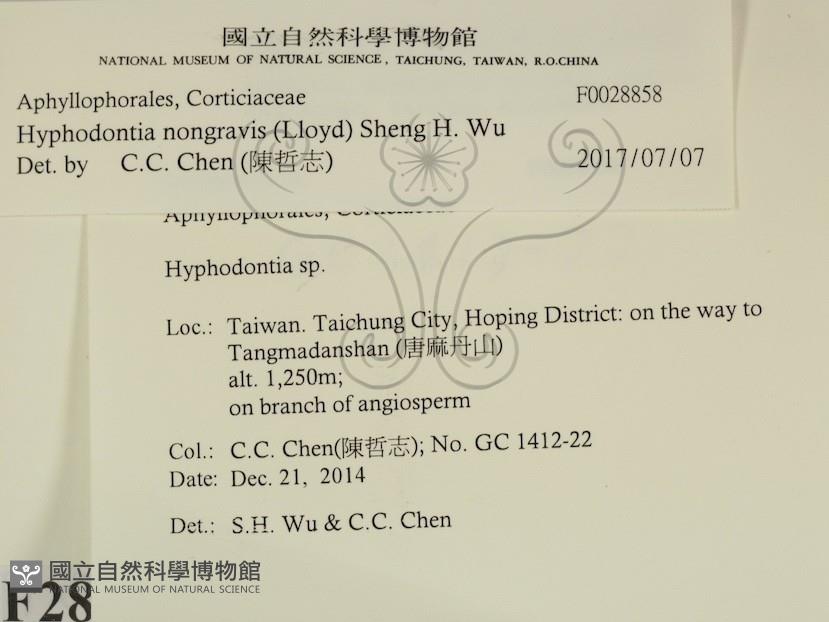 國立自然科學博物館
NATIONAL MUSEUM OF NATURAL SCIENCE, TAICHUNG, TAIWAN, R.O.CHINA
Aphyllophorales, Corticiaceae F0028858
Hyphodontia nongravis (Lloyd) Sheng H. Wu
Det. by C.C. Chen (陳哲志) 2017/07/07
Aphyllophorales, Corticiaceae
Hyphodontia sp.
Loc.: Taiwan. Taichung City, Hoping District: on the way to
Tangmadanshan (唐麻丹山)
alt. 1,250m;
on branch of angiosperm
Col.: C.C. Chen(陳哲志); No. GC 1412-22
Date: Dec. 21, 2014
Det.: S.H. Wu & C.C. Chen
國立自然科學博物館
NATIONAL MUSEUM OF NATURAL SCIENCE
F28